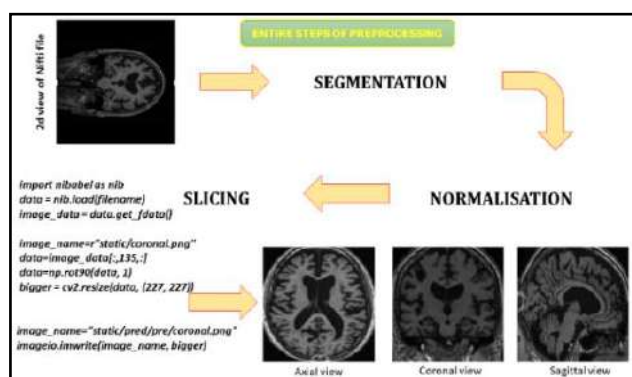 ENTIRE STEPS OF PREPROCESSING
2d view of Nifti file
SEGMENTATION
NORMALISATION
SLICING
import nibabel as nib
data = nib.load(filename)
image_data = data.get_fdata()
image_name=r"static/coronal.png"
data=image_data[:,135,:]
data=np.rot90(data, 1)
bigger = cv2.resize(data, (227, 227))
image_name="static/pred/pre/coronal.png"
imageio.imwrite(image_name, bigger)
Axial view
Coronal view
Sagittal view